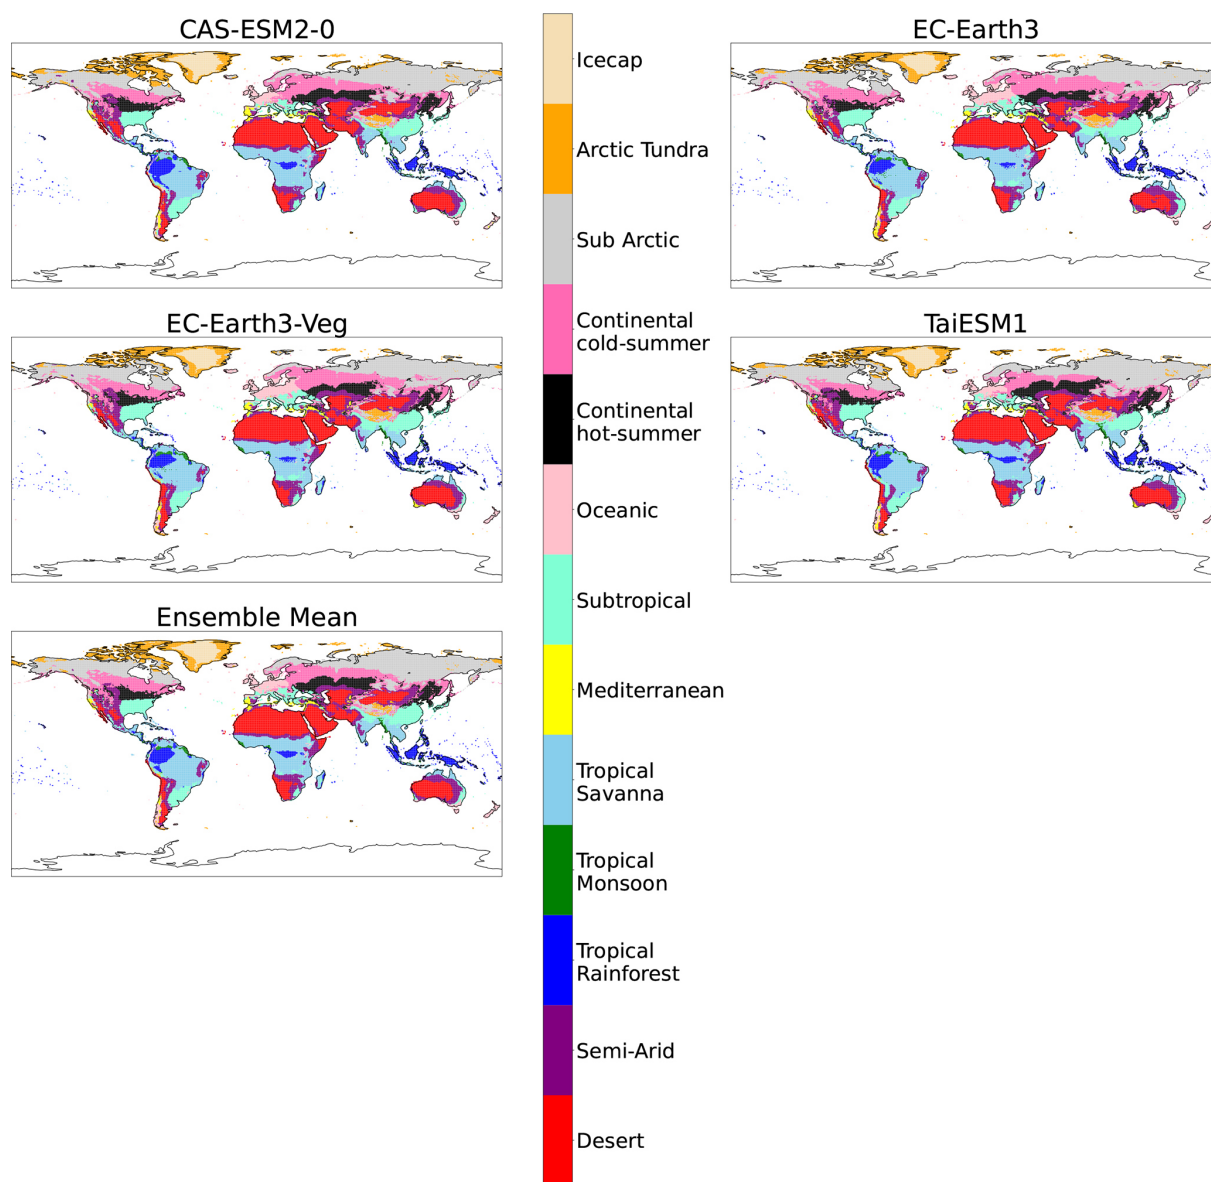 CAS-ESM2-0
EC-Earth3
EC-Earth3-Veg
TaiESM1
Ensemble Mean
Icecap
Arctic Tundra
Sub Arctic
Continental
cold-summer
Continental
hot-summer
Oceanic
Subtropical
Mediterranean
Tropical
Savanna
Tropical
Monsoon
Tropical
Rainforest
Semi-Arid
Desert